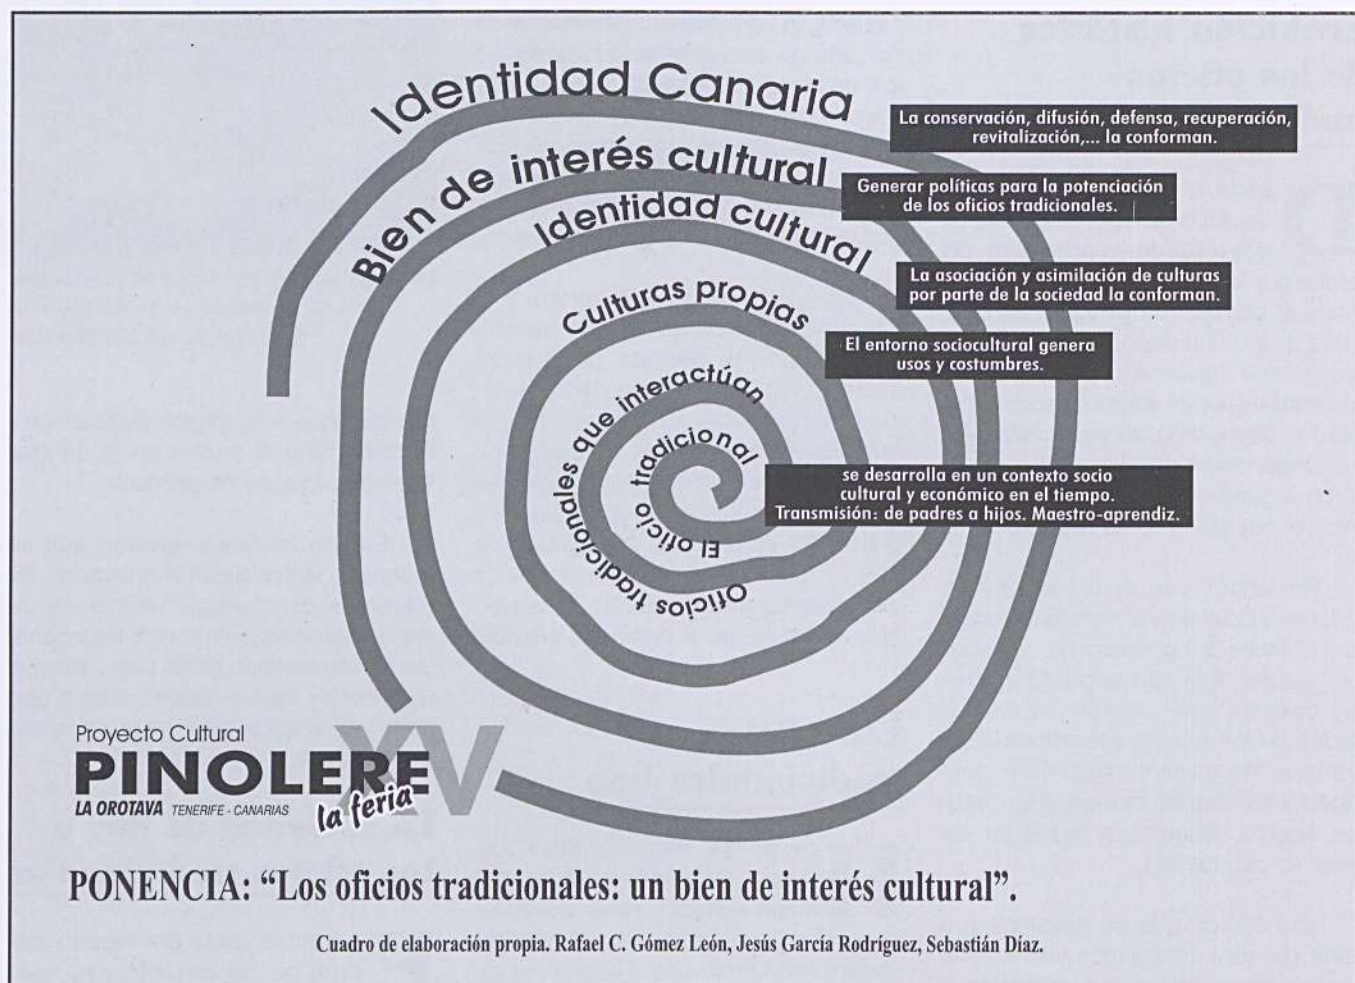 Identidad Canaria
La conservación, difusión, defensa, recuperación,
revitalización,... la conforman.
Bien de interés cultural
Generar políticas para la potenciación
de los oficios tradicionales.
Identidad cultural
La asociación y asimilación de culturas
por parte de la sociedad la conforman.
Culturas propias
El entorno sociocultural genera
usos y costumbres.
Oficios tradicionales que interactúan
El oficio tradicional
se desarrolla en un contexto socio
cultural y económico en el tiempo.
Transmisión: de padres a hijos. Maestro-aprendiz.
Proyecto Cultural
PINOLERE XV
LA OROTAVA TENERIFE - CANARIAS
la feria
PONENCIA: “Los oficios tradicionales: un bien de interés cultural”.
Cuadro de elaboración propia. Rafael C. Gómez León, Jesús García Rodríguez, Sebastián Díaz.